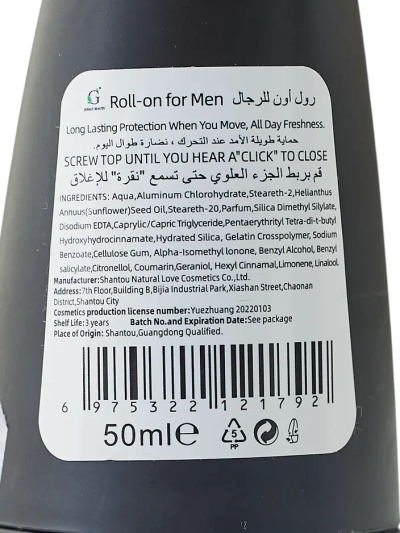 G
Roll-on for Men رول أون للرجال
Long Lasting Protection When You Move, All Day Freshness.
حماية طويلة الأمد عند التحرك ، نضارة طوال اليوم.
SCREW TOP UNTIL YOU HEAR A"CLICK" TO CLOSE
قم بربط الجزء العلوي حتى تسمع "نقرة" للإغلاق
INGREDIENTS: Aqua,Aluminum Chlorohydrate,Steareth-2,Helianthus
Annuus(Sunflower)Seed Oil,Steareth-20,Parfum,Silica Dimethyl Silylate,
Disodium EDTA,Caprylic/Capric Triglyceride,Pentaerythrityl Tetra-di-t-butyl
Hydroxyhydrocinnamate,Hydrated Silica, Gelatin Crosspolymer, Sodium
Benzoate,Cellulose Gum, Alpha-Isomethyl Ionone, Benzyl Alcohol, Benzyl
salicylate,Citronellol, Coumarin,Geraniol, Hexyl Cinnamal,Limonene, Linalool.
Manufacturer:Shantou Natural Love Cosmetics Co.,Ltd.
Address:7th Floor,Building B,Bijia Industrial Park,Xiashan Street,Chaonan
District,Shantou City
Cosmetics production license number:Yuezhuang 20220103
Shelf Life: 3 years Batch No.and Expiration Date:See package
Place of Origin: Shantou,Guangdong Qualified.
6 975322 121792
50ml℮
5
PP